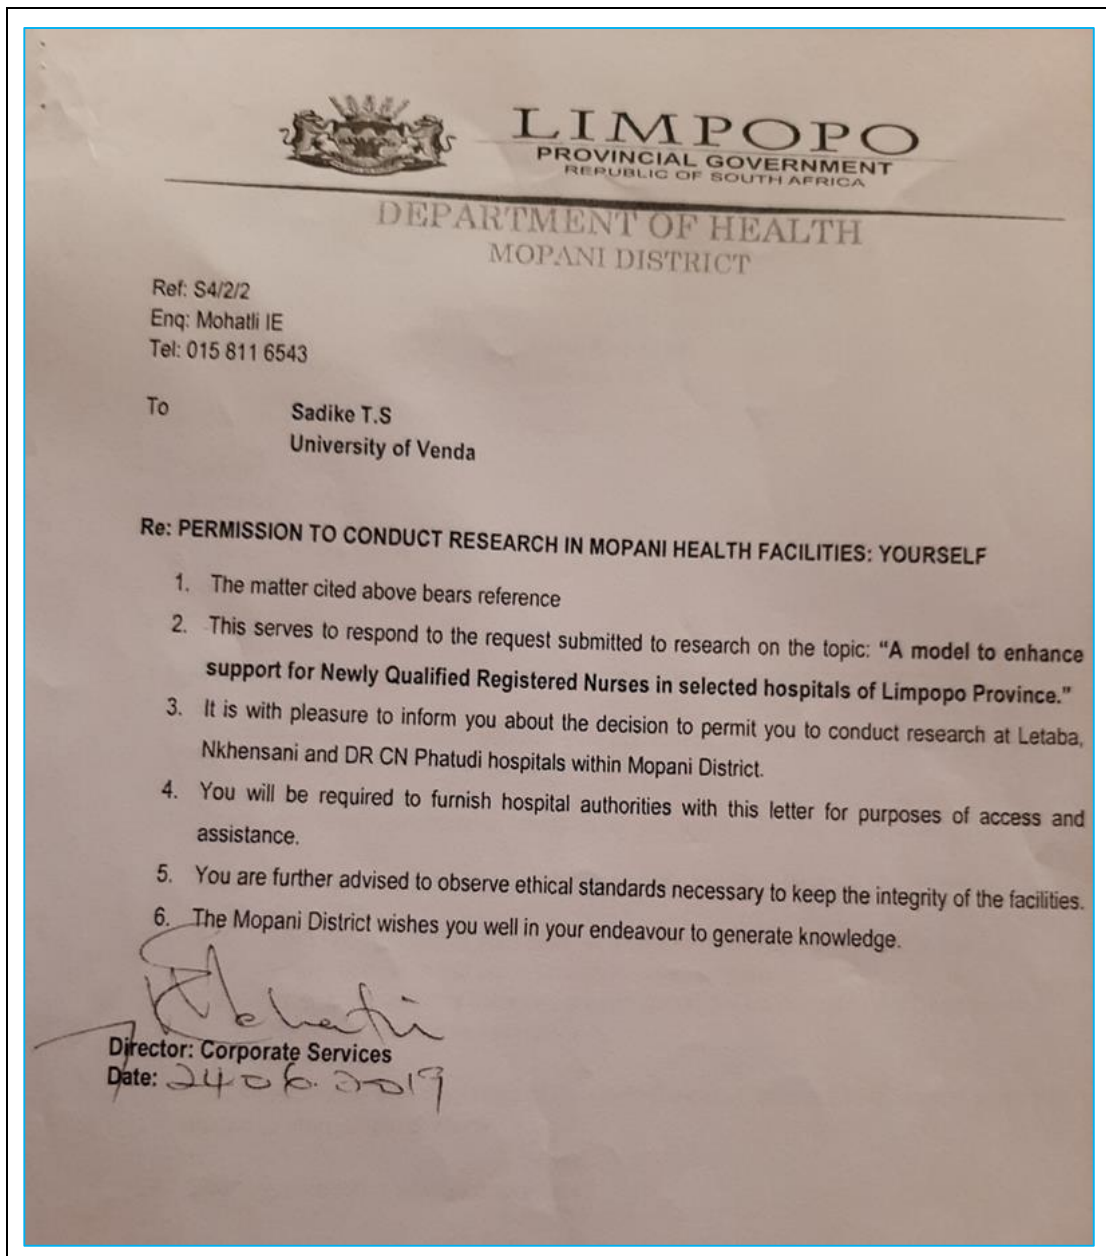 LIMPOPO
PROVINCIAL GOVERNMENT
REPUBLIC OF SOUTH AFRICA
DEPARTMENT OF HEALTH
MOPANI DISTRICT
Ref: S4/2/2
Enq: Mohatli IE
Tel: 015 811 6543
To Sadike T.S
University of Venda
Re: PERMISSION TO CONDUCT RESEARCH IN MOPANI HEALTH FACILITIES: YOURSELF
1. The matter cited above bears reference
2. This serves to respond to the request submitted to research on the topic: “A model to enhance
support for Newly Qualified Registered Nurses in selected hospitals of Limpopo Province.”
3. It is with pleasure to inform you about the decision to permit you to conduct research at Letaba,
Nkhensani and DR CN Phatudi hospitals within Mopani District.
4. You will be required to furnish hospital authorities with this letter for purposes of access and
assistance.
5. You are further advised to observe ethical standards necessary to keep the integrity of the facilities.
6. The Mopani District wishes you well in your endeavour to generate knowledge.
Director: Corporate Services
Date: 24.06.2019